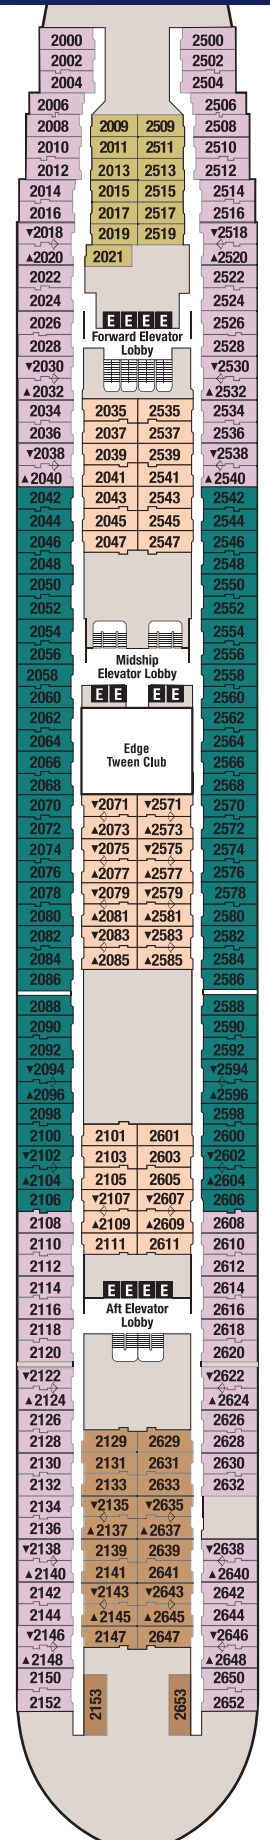 2000 2500
2002 2502
2004 2504
2006 2506
2008 2009 2509 2508
2010 2011 2511 2510
2012 2013 2513 2512
2014 2015 2515 2514
2016 2017 2517 2516
▼2018 2019 2519 ▼2518
▲2020 2021 ▲2520
2022 2522
2024 2524
2026 E E E E 2526
Forward Elevator
Lobby
2028 2528
▼2030 ▼2530
▲2032 ▲2532
2034 2035 2535 2534
2036 2037 2537 2536
▼2038 2039 2539 ▼2538
▲2040 2041 2541 ▲2540
2042 2043 2543 2542
2044 2045 2545 2544
2046 2047 2547 2546
2048 2548
2050 2550
2052 2552
2054 2554
2056 2556
Midship
Elevator Lobby
2058 2558
2060 E E E E 2560
2062 2562
2064 2564
Edge
Tween Club
2066 2566
2068 2568
2070 ▼2071 ▼2571 2570
2072 ▲2073 ▲2573 2572
2074 ▼2075 ▼2575 2574
2076 ▲2077 ▲2577 2576
2078 ▼2079 ▼2579 2578
2080 ▲2081 ▲2581 2580
2082 ▼2083 ▼2583 2582
2084 ▲2085 ▲2585 2584
2086 2586
2088 2588
2090 2590
2092 2592
▼2094 ▼2594
▲2096 ▲2596
2098 2598
2100 2101 2601 2600
▼2102 2103 2603 ▼2602
▲2104 2105 2605 ▲2604
2106 ▼2107 ▼2607 2606
2108 ▲2109 ▲2609 2608
2110 2111 2611 2610
2112 2612
2114 E E E E 2614
2116 2616
Aft Elevator
Lobby
2118 2618
2120 2620
▼2122 ▼2622
▲2124 ▲2624
2126 2626
2128 2129 2629 2628
2130 2131 2631 2630
2132 2133 2633 2632
2134 ▼2135 ▼2635
2136 ▲2137 ▲2637
▼2138 2139 2639 ▼2638
▲2140 2141 2641 ▲2640
2142 ▼2143 ▼2643 2642
2144 ▲2145 ▲2645 2644
▼2146 2147 2647 ▼2646
▲2148 ▲2648
2150 2650
2152 2153 2653 2652